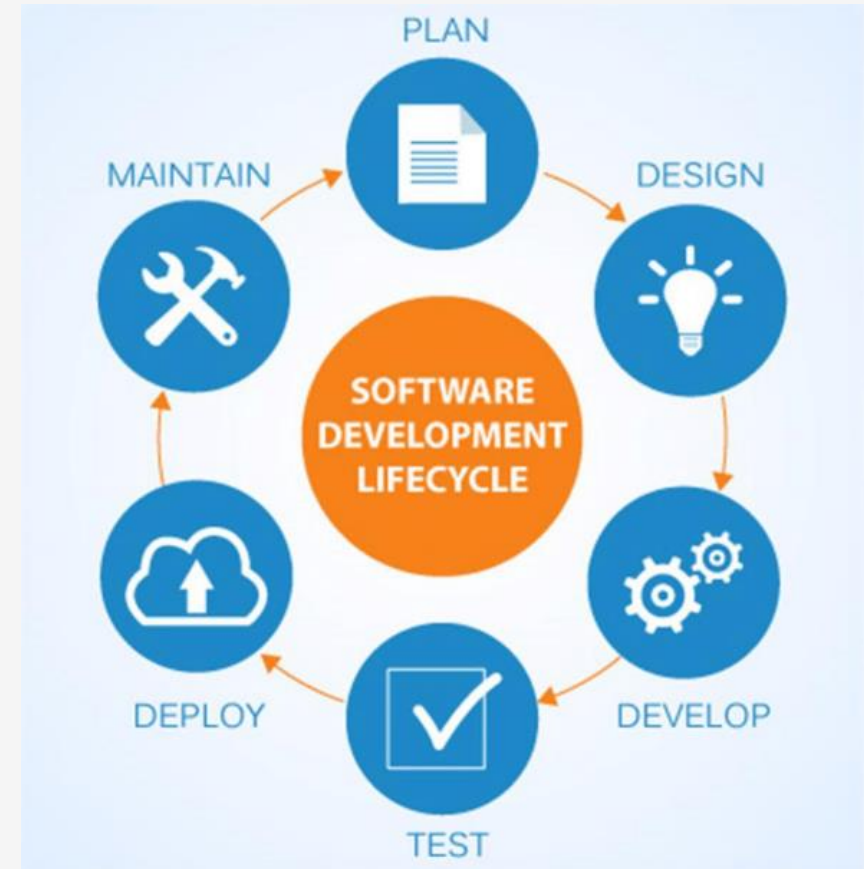 PLAN
MAINTAIN
DESIGN
SOFTWARE
DEVELOPMENT
LIFECYCLE
DEPLOY
DEVELOP
TEST